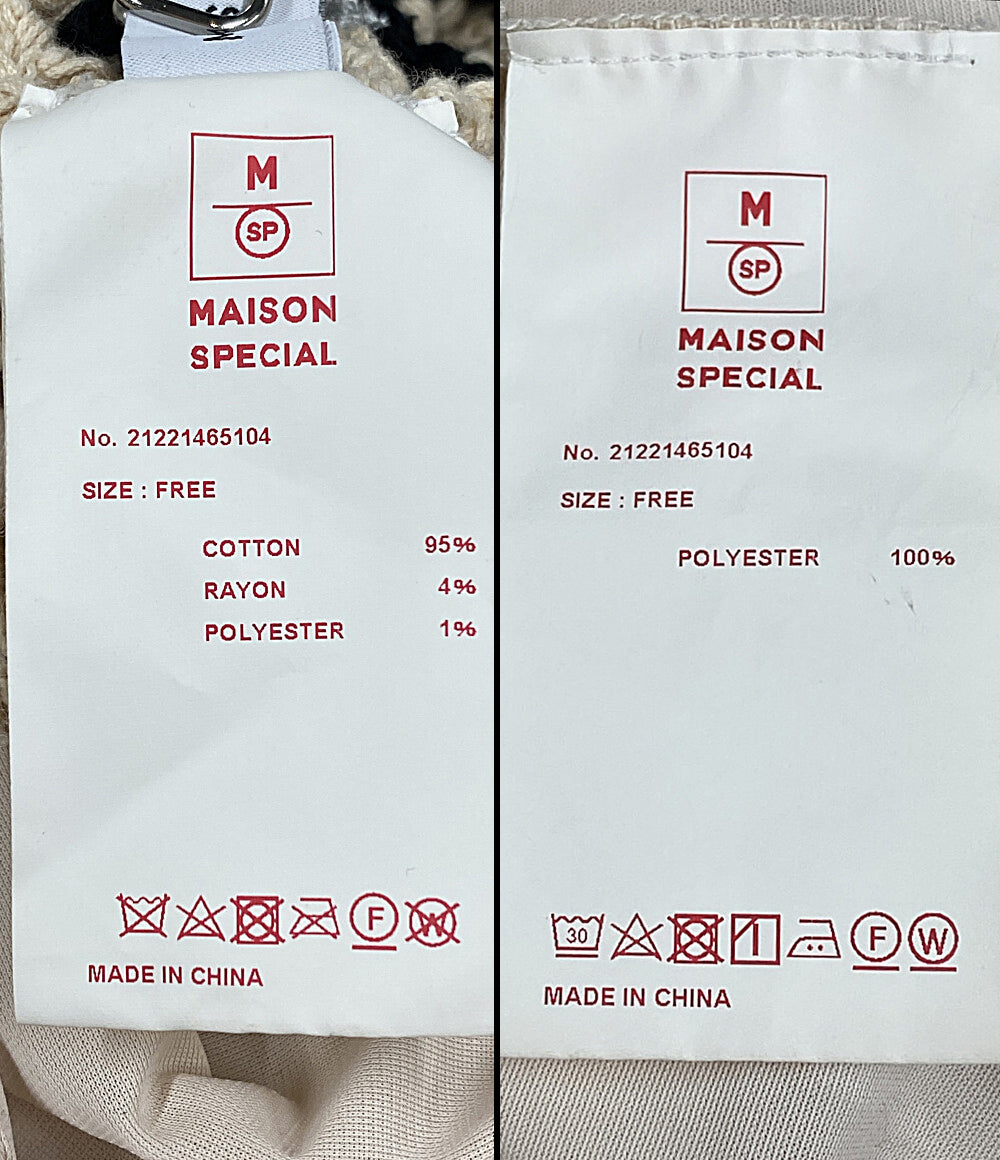 M
SP
MAISON
SPECIAL
No. 21221465104
SIZE : FREE
COTTON 95%
RAYON 4%
POLYESTER 1%
F W
MADE IN CHINA
M
SP
MAISON
SPECIAL
No. 21221465104
SIZE : FREE
POLYESTER 100%
30 F W
MADE IN CHINA